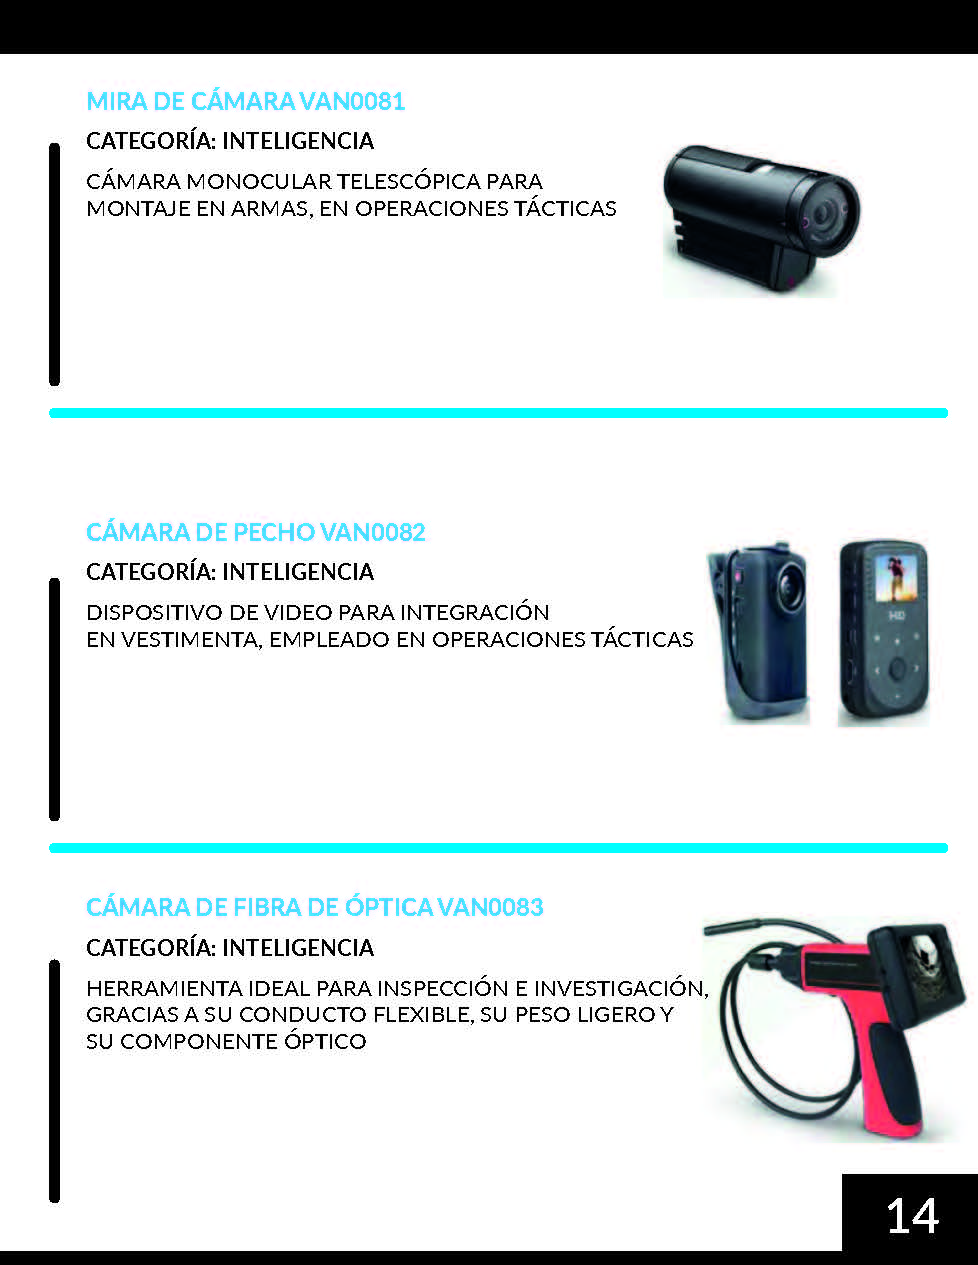 MIRA DE CÁMARA VAN0081
CATEGORÍA: INTELIGENCIA
CÁMARA MONOCULAR TELESCÓPICA PARA
MONTAJE EN ARMAS, EN OPERACIONES TÁCTICAS
CÁMARA DE PECHO VAN0082
CATEGORÍA: INTELIGENCIA
DISPOSITIVO DE VIDEO PARA INTEGRACIÓN
EN VESTIMENTA, EMPLEADO EN OPERACIONES TÁCTICAS
HD
CÁMARA DE FIBRA DE ÓPTICA VAN0083
CATEGORÍA: INTELIGENCIA
HERRAMIENTA IDEAL PARA INSPECCIÓN E INVESTIGACIÓN,
GRACIAS A SU CONDUCTO FLEXIBLE, SU PESO LIGERO Y
SU COMPONENTE ÓPTICO
14